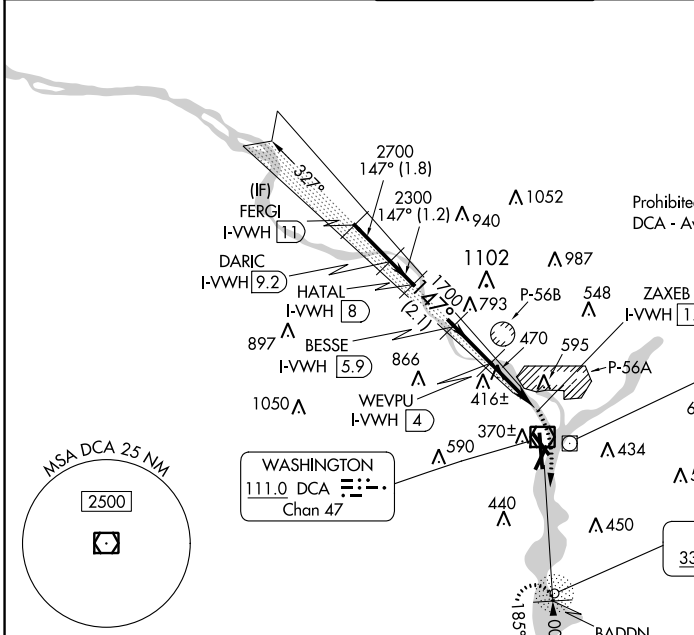 2700
147° (1.8)
327°
2300
147° (1.2)
1052
940
Prohibite
DCA - A
(IF)
FERGI
I-VWH 11
DARIC
I-VWH 9.2
HATAL
I-VWH 8
1102
987
1700
147°
(2.1)
793
P-56B
548
ZAXEB
I-VWH 1.
897
BESSE
I-VWH 5.9
470
595
P-56A
866
416±
1050
WEVPU
I-VWH 4
370±
590
434
WASHINGTON
111.0 DCA
Chan 47
440
450
MSA DCA 25 NM
2500
33
185°
BADDN